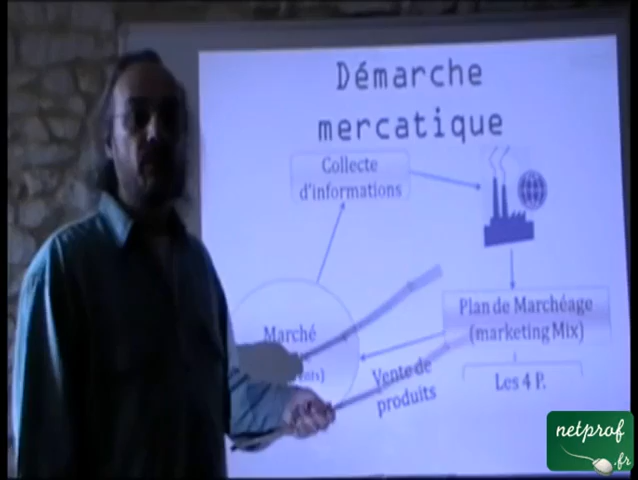 Démarche
mercatique
Collecte
d'informations
Plan de Marchéage
(marketing Mix)
Marché
Vente de
produits
Les 4 P.
netprof
.fr